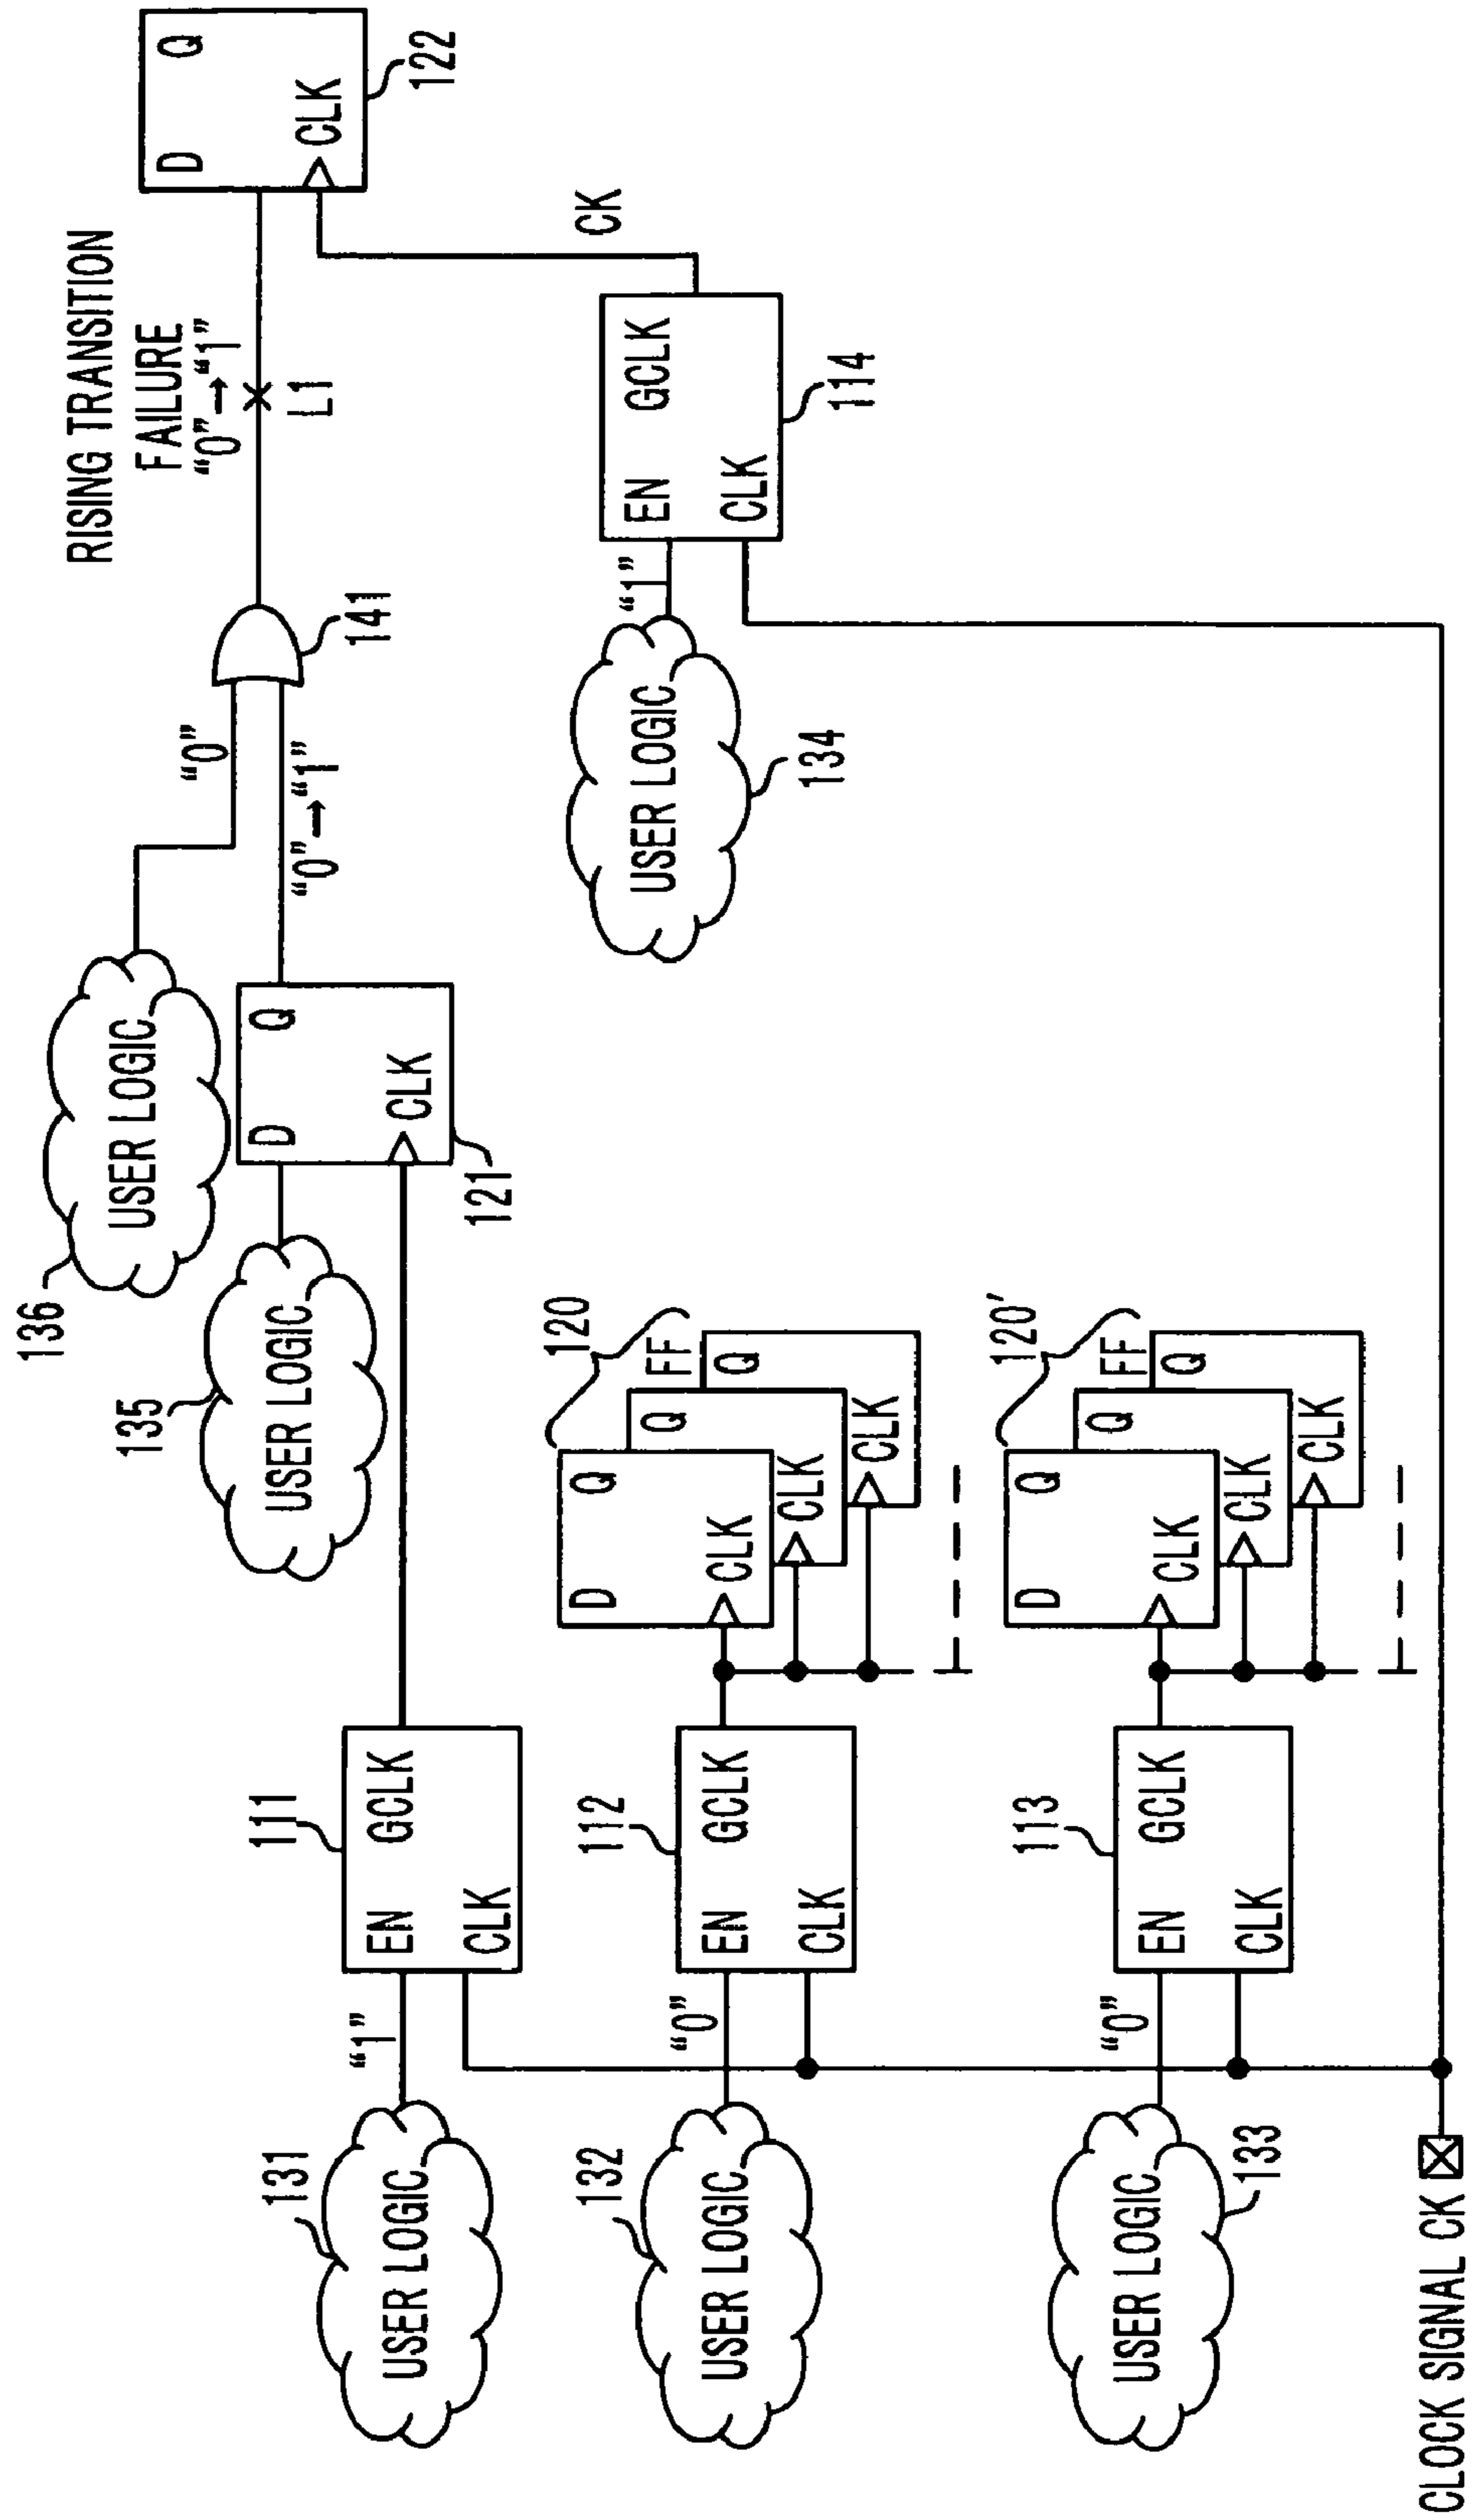 RISING TRANSITION
FAILURE
“0”→“1”
L1
136
USER LOGIC
“0”
D Q
CLK
122
135
USER LOGIC
D Q
CLK
121
“0”→“1”
141
CK
131
USER LOGIC
“1”
111
EN GCLK
CLK
120
FF
D Q
CLK
Q
CLK
Q
CLK
USER LOGIC
134
“1”
EN GCLK
CLK
114
132
USER LOGIC
“0”
112
EN GCLK
CLK
120'
FF
D Q
CLK
Q
CLK
Q
CLK
USER LOGIC
133
“0”
113
EN GCLK
CLK
CLOCK SIGNAL CK